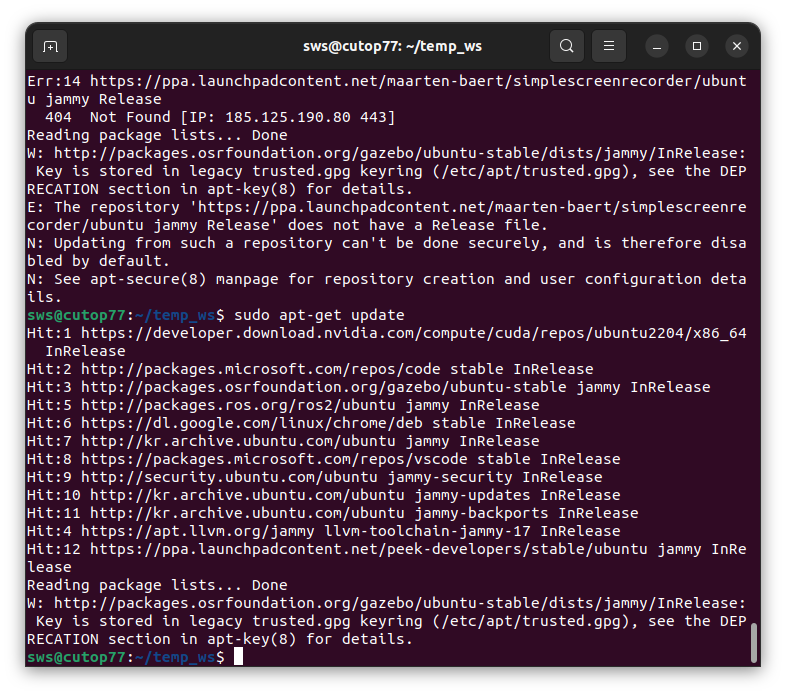 sws@cutop77: ~/temp_ws
Err:14 https://ppa.launchpadcontent.net/maarten-baert/simplescreenrecorder/ubunt
u jammy Release
  404  Not Found [IP: 185.125.190.80 443]
Reading package lists... Done
W: http://packages.osrfoundation.org/gazebo/ubuntu-stable/dists/jammy/InRelease:
 Key is stored in legacy trusted.gpg keyring (/etc/apt/trusted.gpg), see the DEP
RECATION section in apt-key(8) for details.
E: The repository 'https://ppa.launchpadcontent.net/maarten-baert/simplescreenre
corder/ubuntu jammy Release' does not have a Release file.
N: Updating from such a repository can't be done securely, and is therefore disa
bled by default.
N: See apt-secure(8) manpage for repository creation and user configuration deta
ils.
sws@cutop77:~/temp_ws$ sudo apt-get update
Hit:1 https://developer.download.nvidia.com/compute/cuda/repos/ubuntu2204/x86_64
  InRelease
Hit:2 http://packages.microsoft.com/repos/code stable InRelease
Hit:3 http://packages.osrfoundation.org/gazebo/ubuntu-stable jammy InRelease
Hit:5 http://packages.ros.org/ros2/ubuntu jammy InRelease
Hit:6 https://dl.google.com/linux/chrome/deb stable InRelease
Hit:7 http://kr.archive.ubuntu.com/ubuntu jammy InRelease
Hit:8 https://packages.microsoft.com/repos/vscode stable InRelease
Hit:9 http://security.ubuntu.com/ubuntu jammy-security InRelease
Hit:10 http://kr.archive.ubuntu.com/ubuntu jammy-updates InRelease
Hit:11 http://kr.archive.ubuntu.com/ubuntu jammy-backports InRelease
Hit:4 https://apt.llvm.org/jammy llvm-toolchain-jammy-17 InRelease
Hit:12 https://ppa.launchpadcontent.net/peek-developers/stable/ubuntu jammy InRe
lease
Reading package lists... Done
W: http://packages.osrfoundation.org/gazebo/ubuntu-stable/dists/jammy/InRelease:
 Key is stored in legacy trusted.gpg keyring (/etc/apt/trusted.gpg), see the DEP
RECATION section in apt-key(8) for details.
sws@cutop77:~/temp_ws$